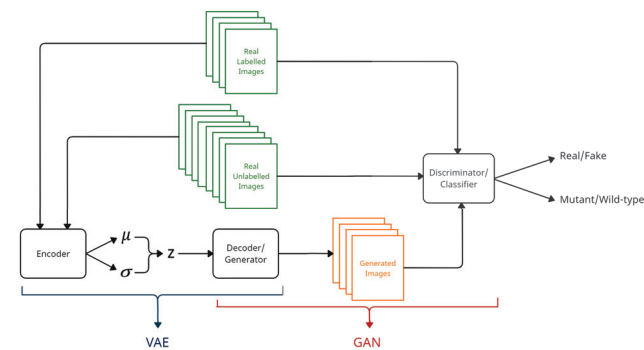 Real
Labelled
Images
Real
Unlabelled
Images
Discriminator/
Classifier
Real/Fake
Mutant/Wild-type
Encoder
μ
σ
z
Decoder/
Generator
Generated
Images
VAE
GAN